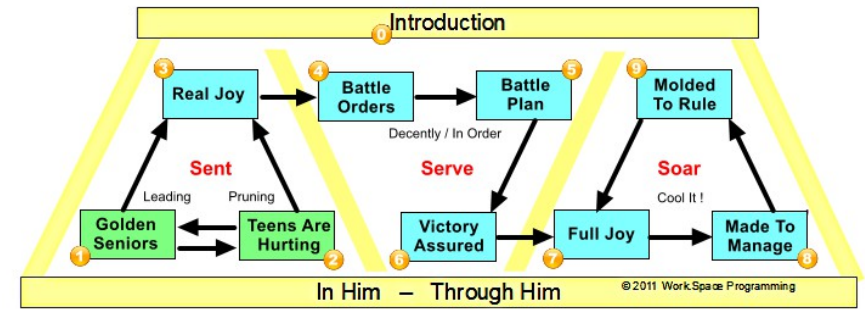 Introduction
0
3
Real Joy
4
Battle
Orders
Battle
Plan
5
9
Molded
To Rule
Decently / In Order
Sent
Serve
Soar
Leading
Pruning
Cool It !
Golden
Seniors
1
Teens Are
Hurting
2
Victory
Assured
6
Full Joy
7
Made To
Manage
8
In Him – Through Him
©2011 Work.Space Programming